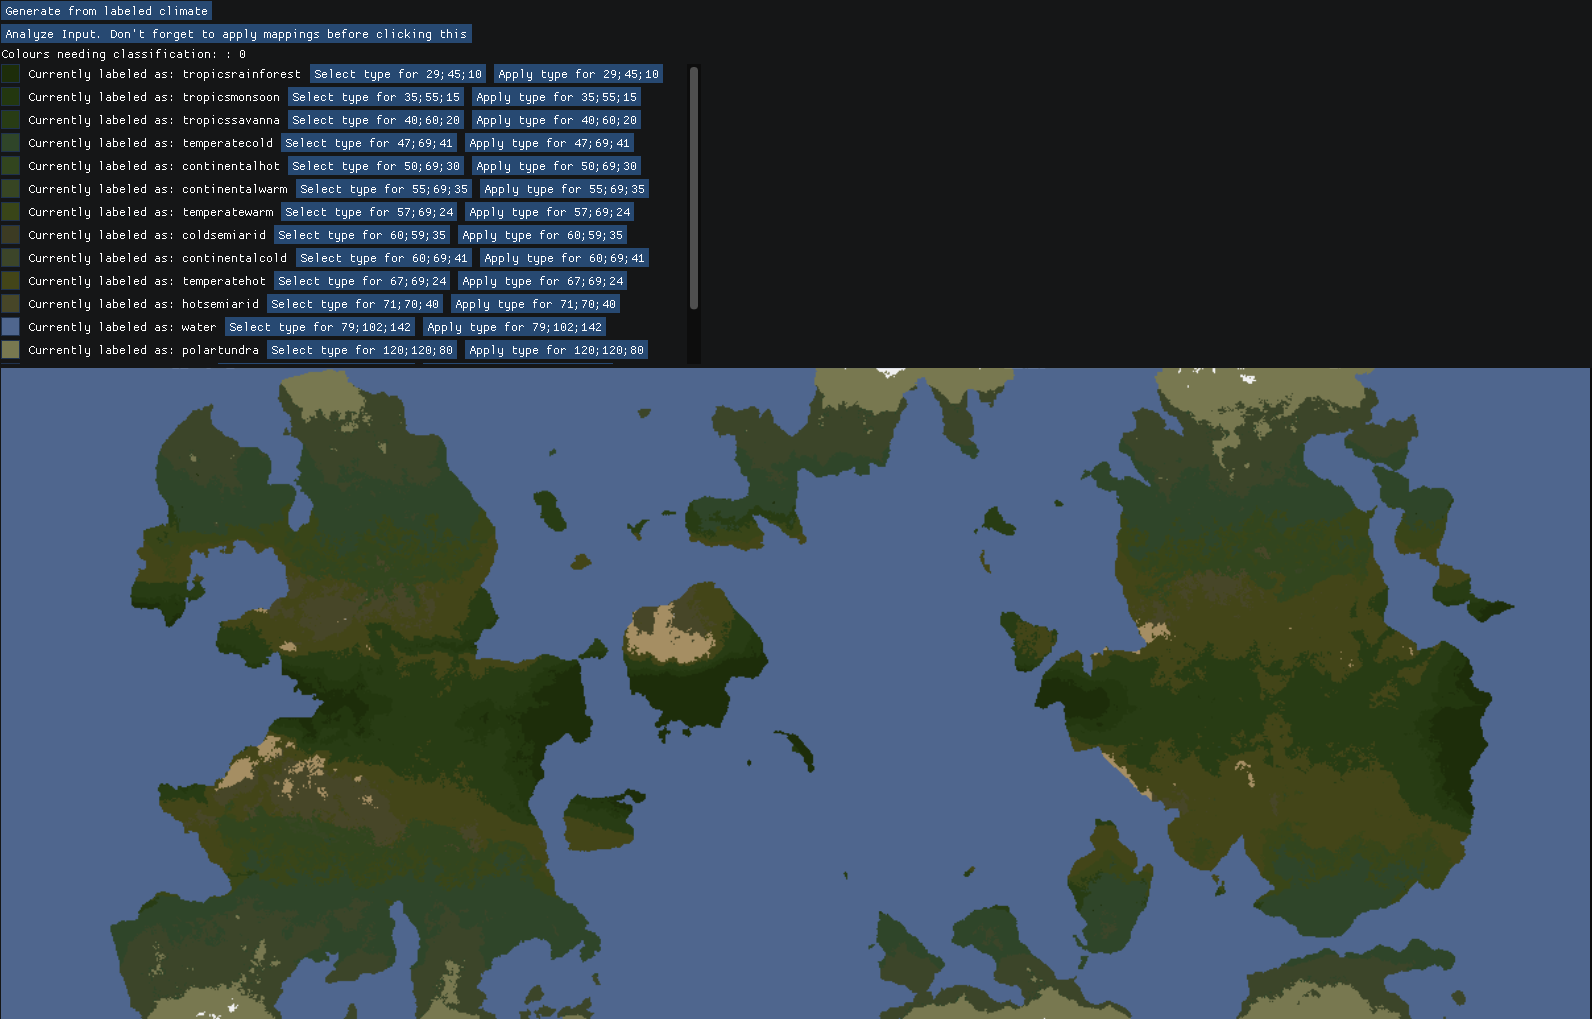 Generate from labeled climate
Analyze Input. Don't forget to apply mappings before clicking this
Colours needing classification: : 0
Currently labeled as: tropicsrainforest Select type for 29;45;10 Apply type for 29;45;10
Currently labeled as: tropicsmonsoon Select type for 35;55;15 Apply type for 35;55;15
Currently labeled as: tropicssavanna Select type for 40;60;20 Apply type for 40;60;20
Currently labeled as: temperatecold Select type for 47;69;41 Apply type for 47;69;41
Currently labeled as: continentalhot Select type for 50;69;30 Apply type for 50;69;30
Currently labeled as: continentalwarm Select type for 55;69;35 Apply type for 55;69;35
Currently labeled as: temperatewarm Select type for 57;69;24 Apply type for 57;69;24
Currently labeled as: coldsemiarid Select type for 60;59;35 Apply type for 60;59;35
Currently labeled as: continentalcold Select type for 60;69;41 Apply type for 60;69;41
Currently labeled as: temperatehot Select type for 67;69;24 Apply type for 67;69;24
Currently labeled as: hotsemiarid Select type for 71;70;40 Apply type for 71;70;40
Currently labeled as: water Select type for 79;102;142 Apply type for 79;102;142
Currently labeled as: polartundra Select type for 120;120;80 Apply type for 120;120;80